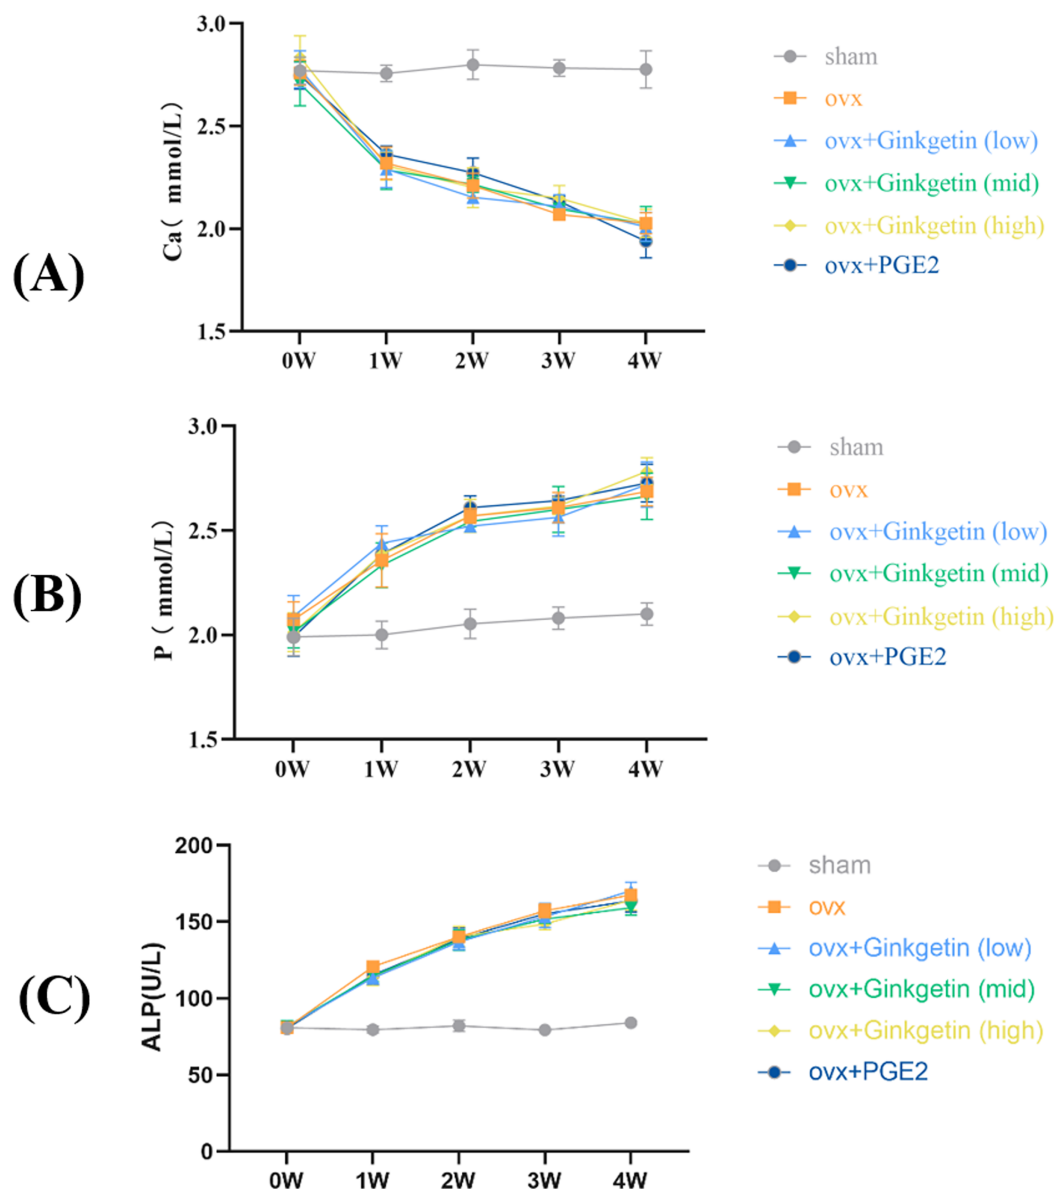 (A)
Ca( mmol/L)
3.0
2.5
2.0
1.5
0W 1W 2W 3W 4W
sham
ovx
ovx+Ginkgetin (low)
ovx+Ginkgetin (mid)
ovx+Ginkgetin (high)
ovx+PGE2
(B)
P( mmol/L)
3.0
2.5
2.0
1.5
0W 1W 2W 3W 4W
sham
ovx
ovx+Ginkgetin (low)
ovx+Ginkgetin (mid)
ovx+Ginkgetin (high)
ovx+PGE2
(C)
ALP(U/L)
200
150
100
50
0
0W 1W 2W 3W 4W
sham
ovx
ovx+Ginkgetin (low)
ovx+Ginkgetin (mid)
ovx+Ginkgetin (high)
ovx+PGE2